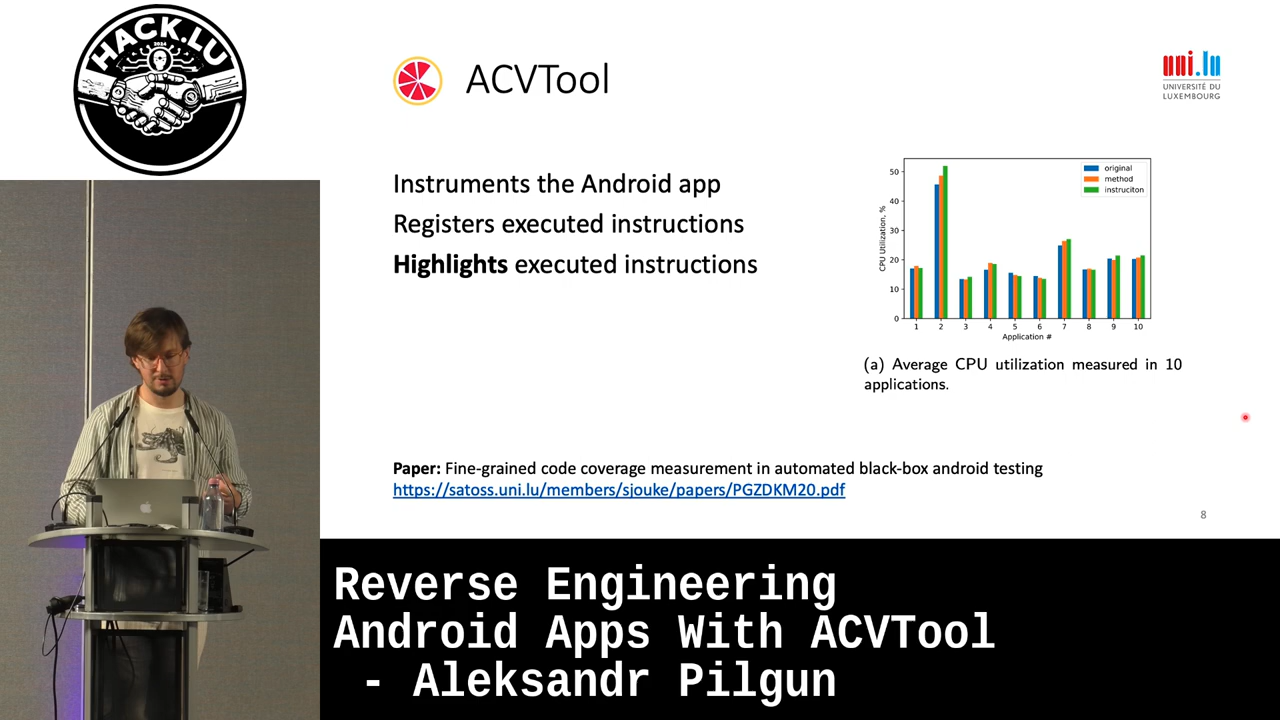 HACK.LU
2024
ACVTool
uni.lu
UNIVERSITÉ DU
LUXEMBOURG
Instruments the Android app
Registers executed instructions
Highlights executed instructions
CPU Utilization, %
50
40
30
20
10
0
original
method
instruciton
1 2 3 4 5 6 7 8 9 10
Application #
(a) Average CPU utilization measured in 10
applications.
Paper: Fine-grained code coverage measurement in automated black-box android testing
https://satoss.uni.lu/members/sjouke/papers/PGZDKM20.pdf
8
Reverse Engineering
Android Apps With ACVTool
- Aleksandr Pilgun